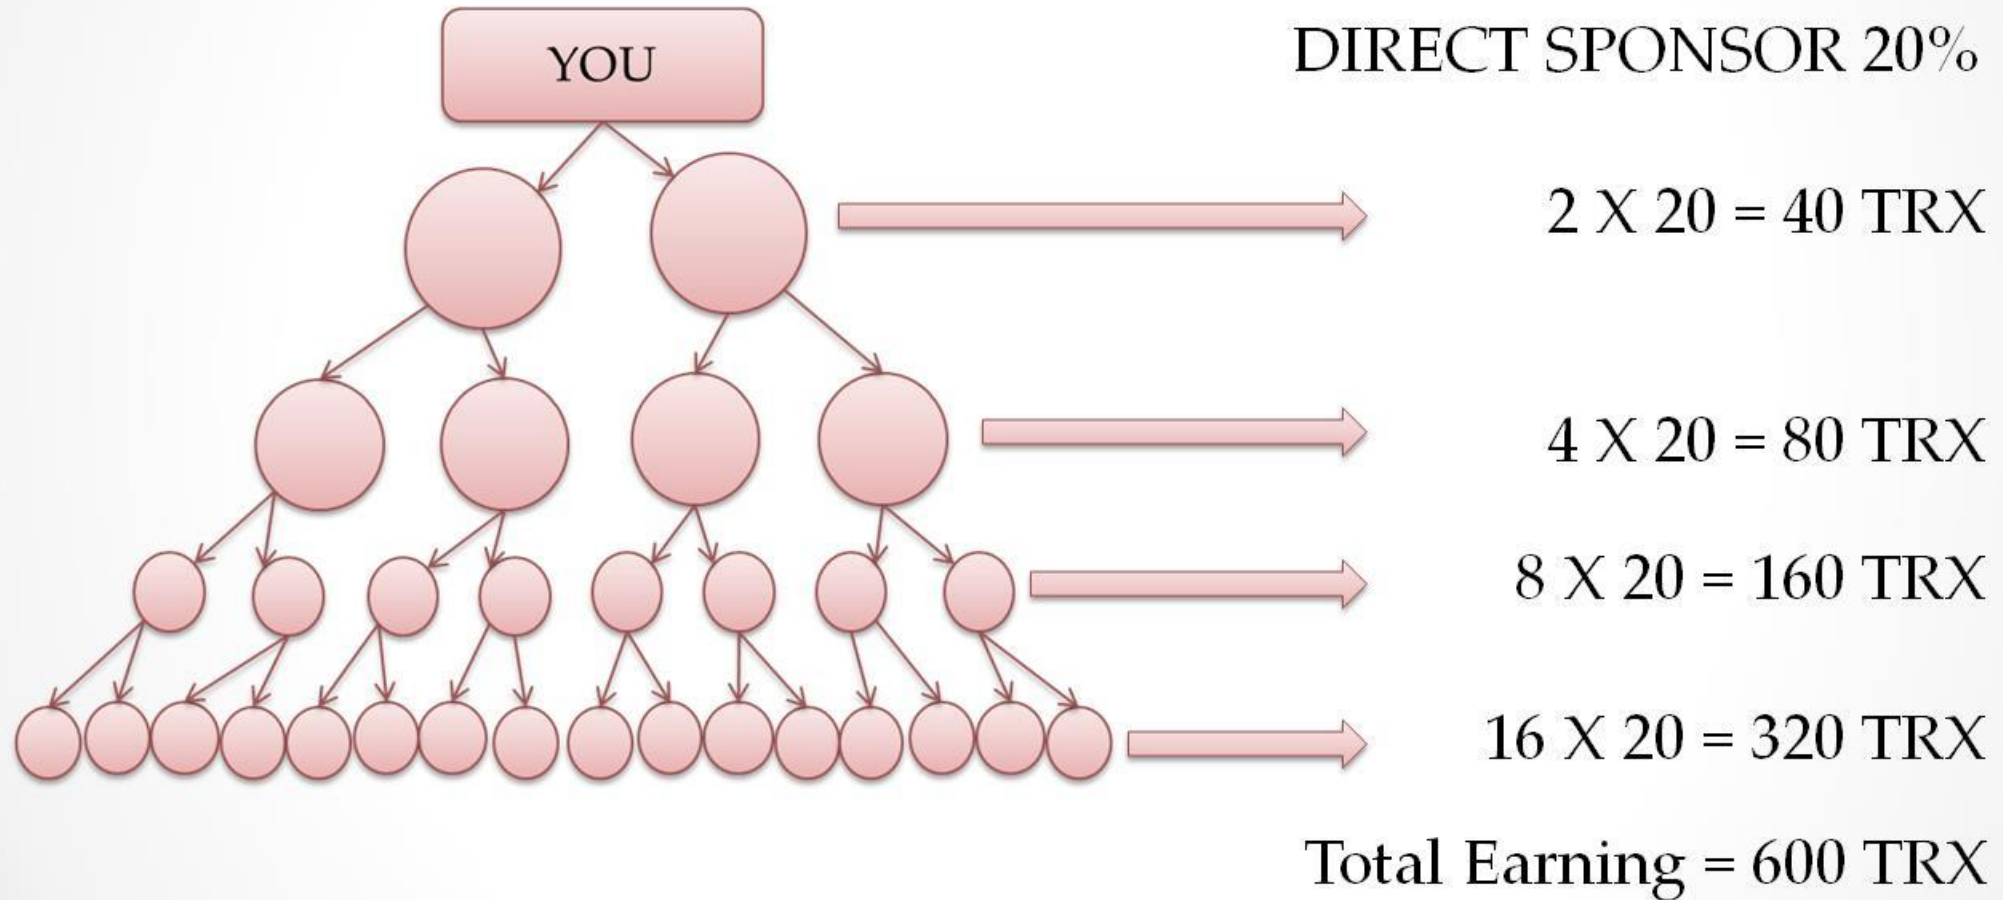 YOU
DIRECT SPONSOR 20%
2 X 20 = 40 TRX
4 X 20 = 80 TRX
8 X 20 = 160 TRX
16 X 20 = 320 TRX
Total Earning = 600 TRX